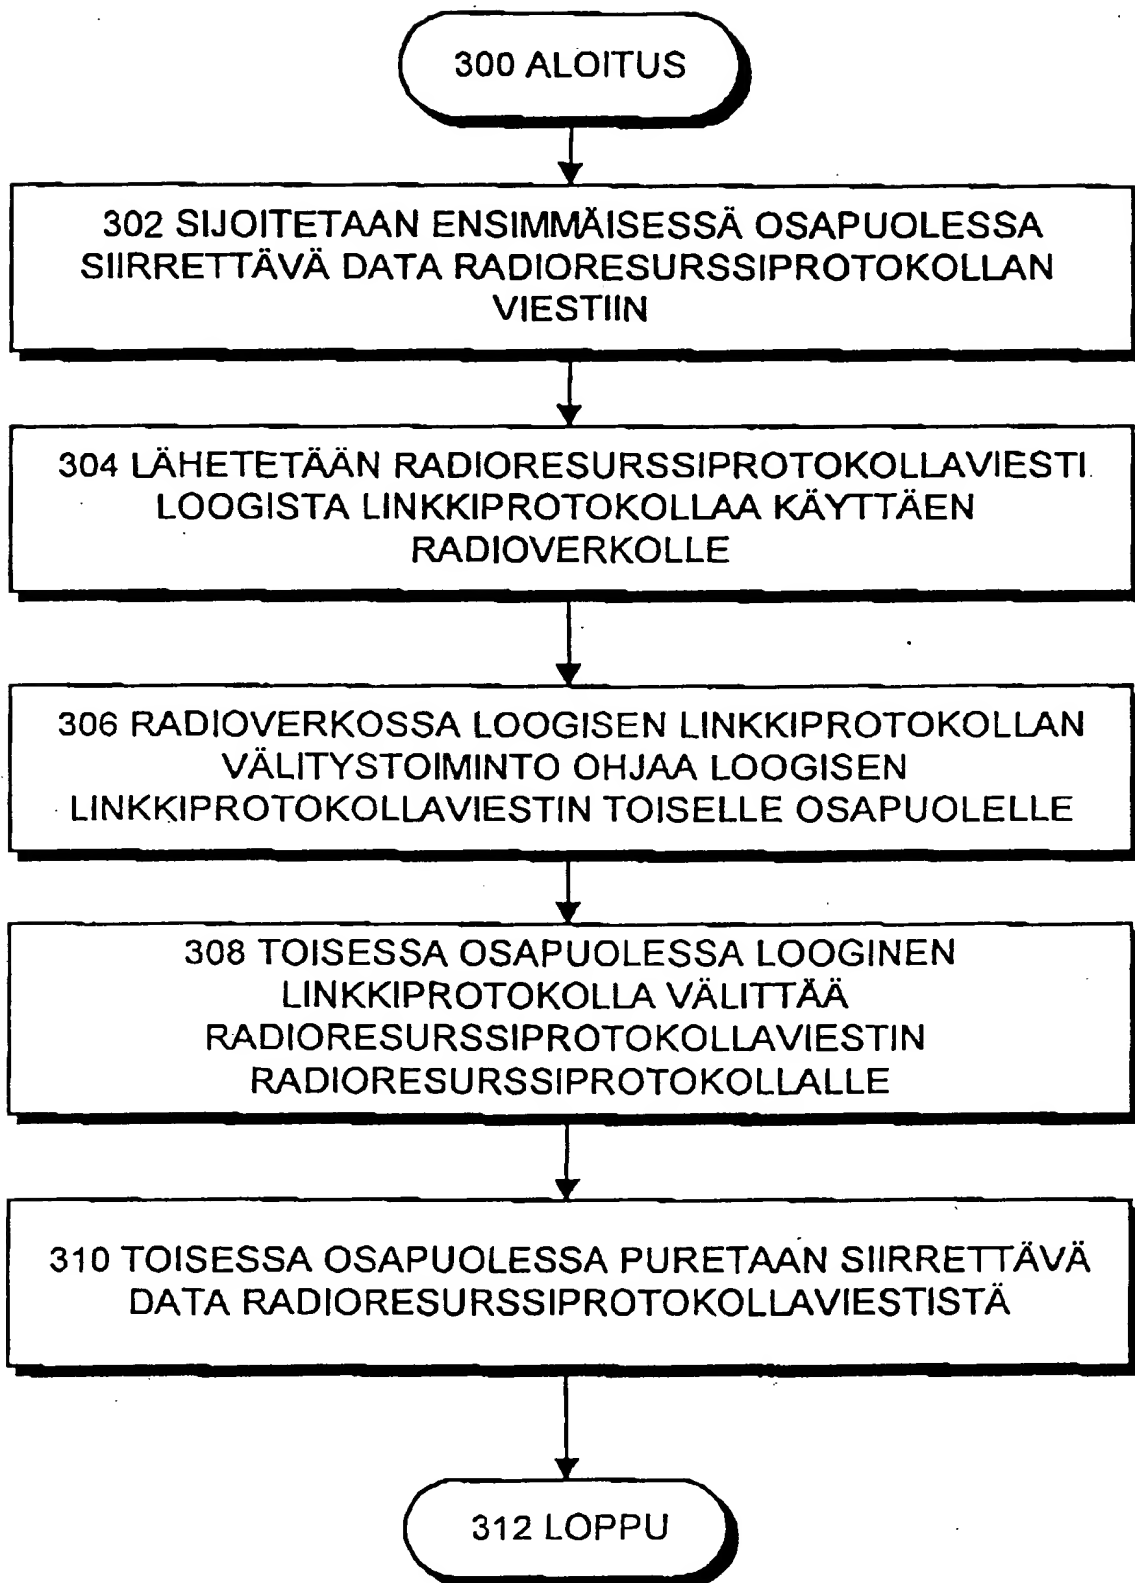 300 ALOITUS
302 SIJOITETAAN ENSIMMÄISESSÄ OSAPUOLESSA
SIIRRETTÄVÄ DATA RADIORESURSSIPROTOKOLLAN
VIESTIIN
304 LÄHETETÄÄN RADIORESURSSIPROTOKOLLAVIESTI
LOOGISTA LINKKIPROTOKOLLAA KÄYTTÄEN
RADIOVERKOLLE
306 RADIOVERKOSSA LOOGISEN LINKKIPROTOKOLLAN
VÄLITYSTOIMINTO OHJAA LOOGISEN
LINKKIPROTOKOLLAVIESTIN TOISELLE OSAPUOLELLE
308 TOISESSA OSAPUOLESSA LOOGINEN
LINKKIPROTOKOLLA VÄLITTÄÄ
RADIORESURSSIPROTOKOLLAVIESTIN
RADIORESURSSIPROTOKOLLALLE
310 TOISESSA OSAPUOLESSA PURETAAN SIIRRETTÄVÄ
DATA RADIORESURSSIPROTOKOLLAVIESTISTÄ
312 LOPPU